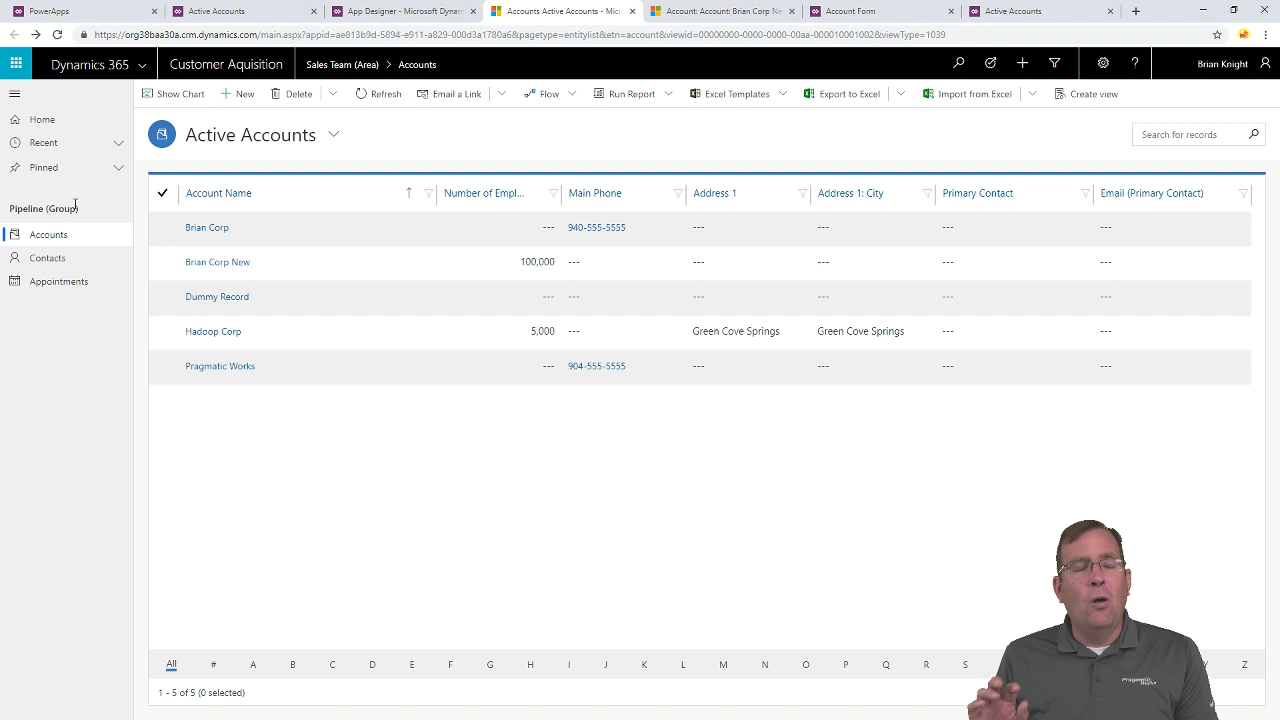 PowerApps
Active Accounts
App Designer - Microsoft Dynam
Accounts Active Accounts - Micr
Account: Account: Brian Corp Ne
Account Form
Active Accounts
https://org38baa30a.crm.dynamics.com/main.aspx?appid=ae813b9d-5894-e911-a835-000d3a1780a6&pagetype=entitylist&etn=account&viewid=00000000-0000-0000-00aa-000010001002&viewType=1039
Dynamics 365
Customer Aquisition
Sales Team (Area) > Accounts
Brian Knight
Show Chart
New
Delete
Refresh
Email a Link
Flow
Run Report
Excel Templates
Export to Excel
Import from Excel
Create view
Home
Recent
Pinned
Pipeline (Group)
Accounts
Contacts
Appointments
Active Accounts
Search for records
Account Name Number of Empl... Main Phone Address 1 Address 1: City Primary Contact Email (Primary Contact)
Brian Corp --- 940-555-5555 --- --- --- ---
Brian Corp New 100,000 --- --- --- --- ---
Dummy Record --- --- --- --- --- ---
Hadoop Corp 5,000 --- Green Cove Springs Green Cove Springs --- ---
Pragmatic Works --- 904-555-5555 --- --- --- ---
All # A B C D E F G H I J K L M N O P Q R S Z
1 - 5 of 5 (0 selected)
Pragmatic
Works